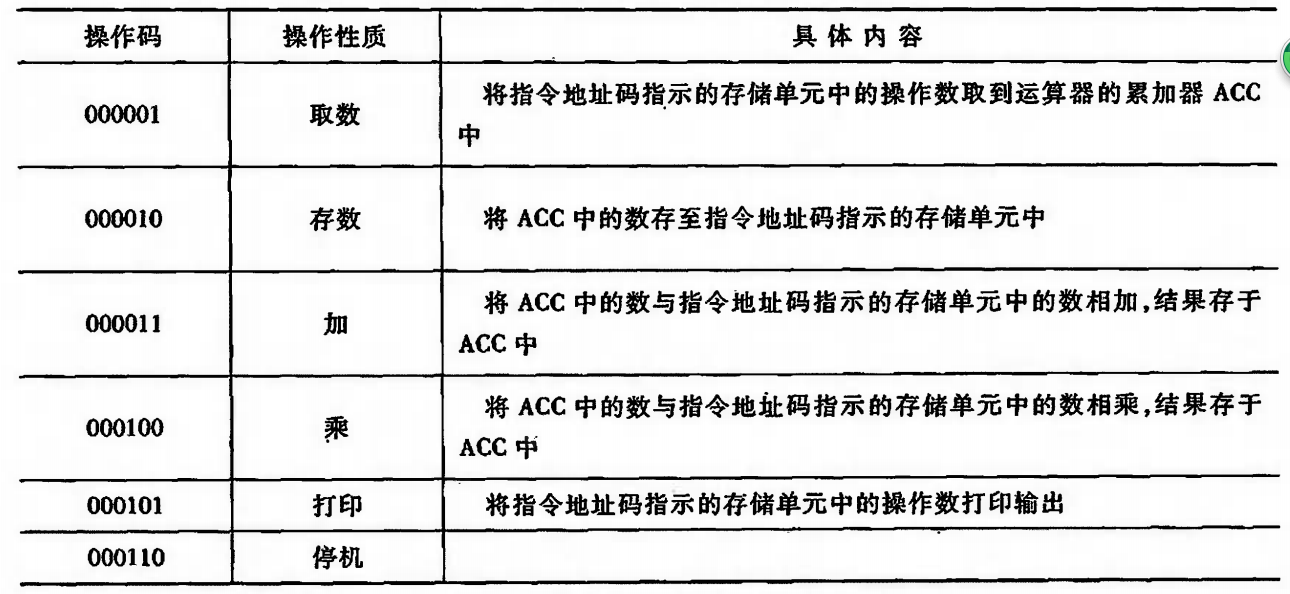 操作码 操作性质 具体内容
000001 取数 将指令地址码指示的存储单元中的操作数取到运算器的累加器 ACC
中
000010 存数 将 ACC 中的数存至指令地址码指示的存储单元中
000011 加 将 ACC 中的数与指令地址码指示的存储单元中的数相加,结果存于
ACC 中
000100 乘 将 ACC 中的数与指令地址码指示的存储单元中的数相乘,结果存于
ACC 中
000101 打印 将指令地址码指示的存储单元中的操作数打印输出
000110 停机